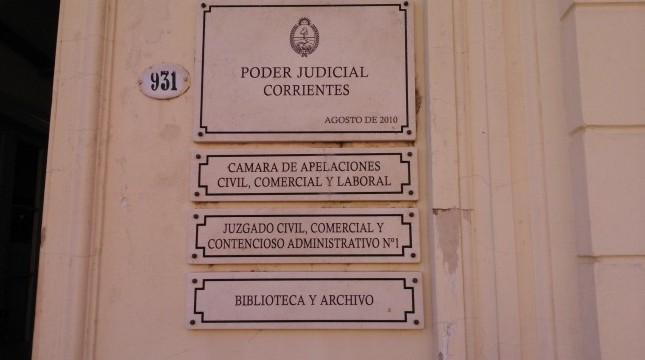 931
PODER JUDICIAL
CORRIENTES
AGOSTO DE 2010
CAMARA DE APELACIONES
CIVIL, COMERCIAL Y LABORAL
JUZGADO CIVIL, COMERCIAL Y
CONTENCIOSO ADMINISTRATIVO N°1
BIBLIOTECA Y ARCHIVO